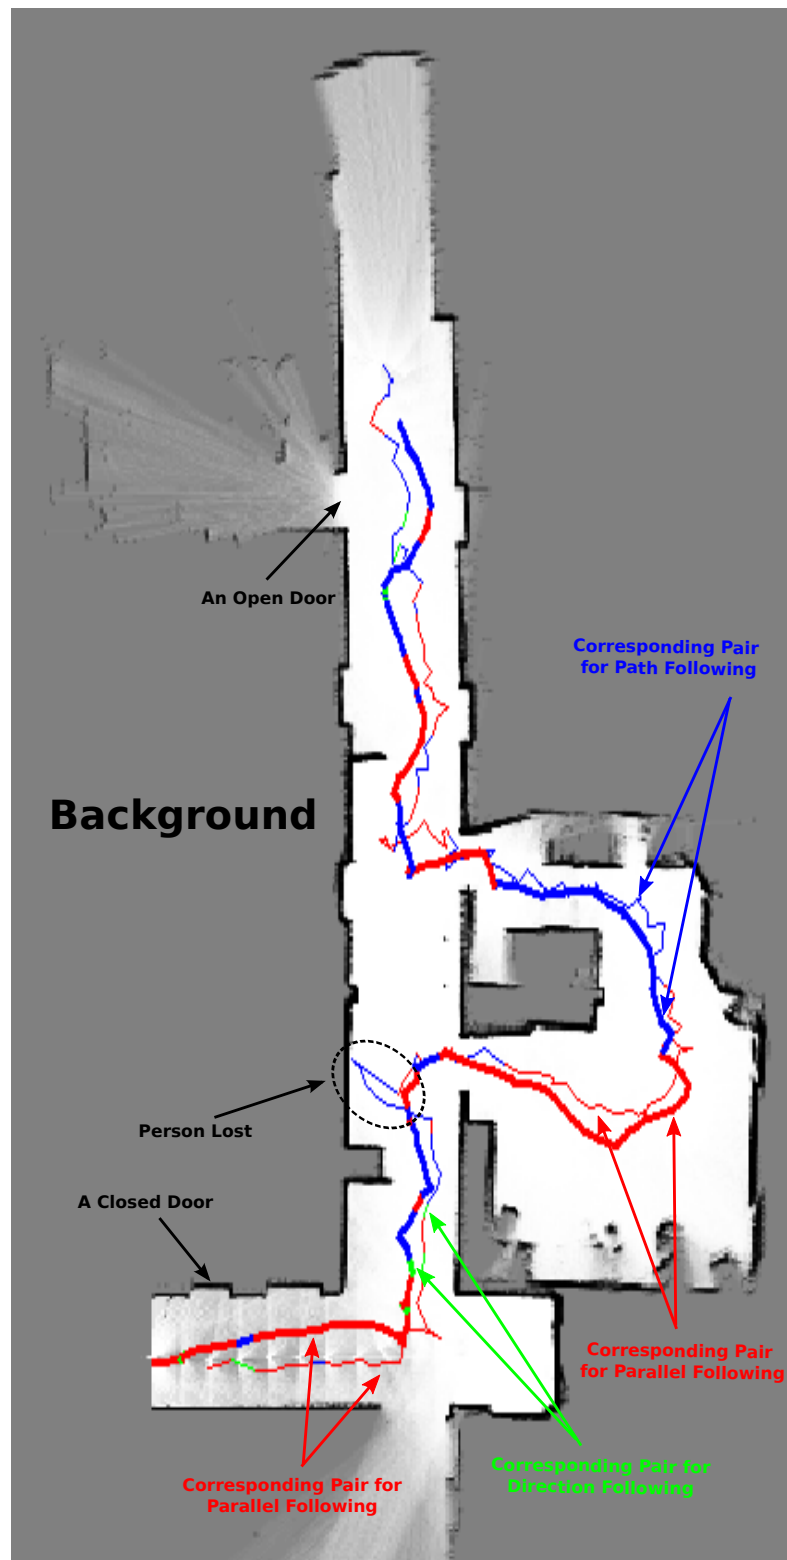 An Open Door
Corresponding Pair
for Path Following
Background
Person Lost
A Closed Door
Corresponding Pair
for Parallel Following
Corresponding Pair for
Direction Following
Corresponding Pair for
Parallel Following